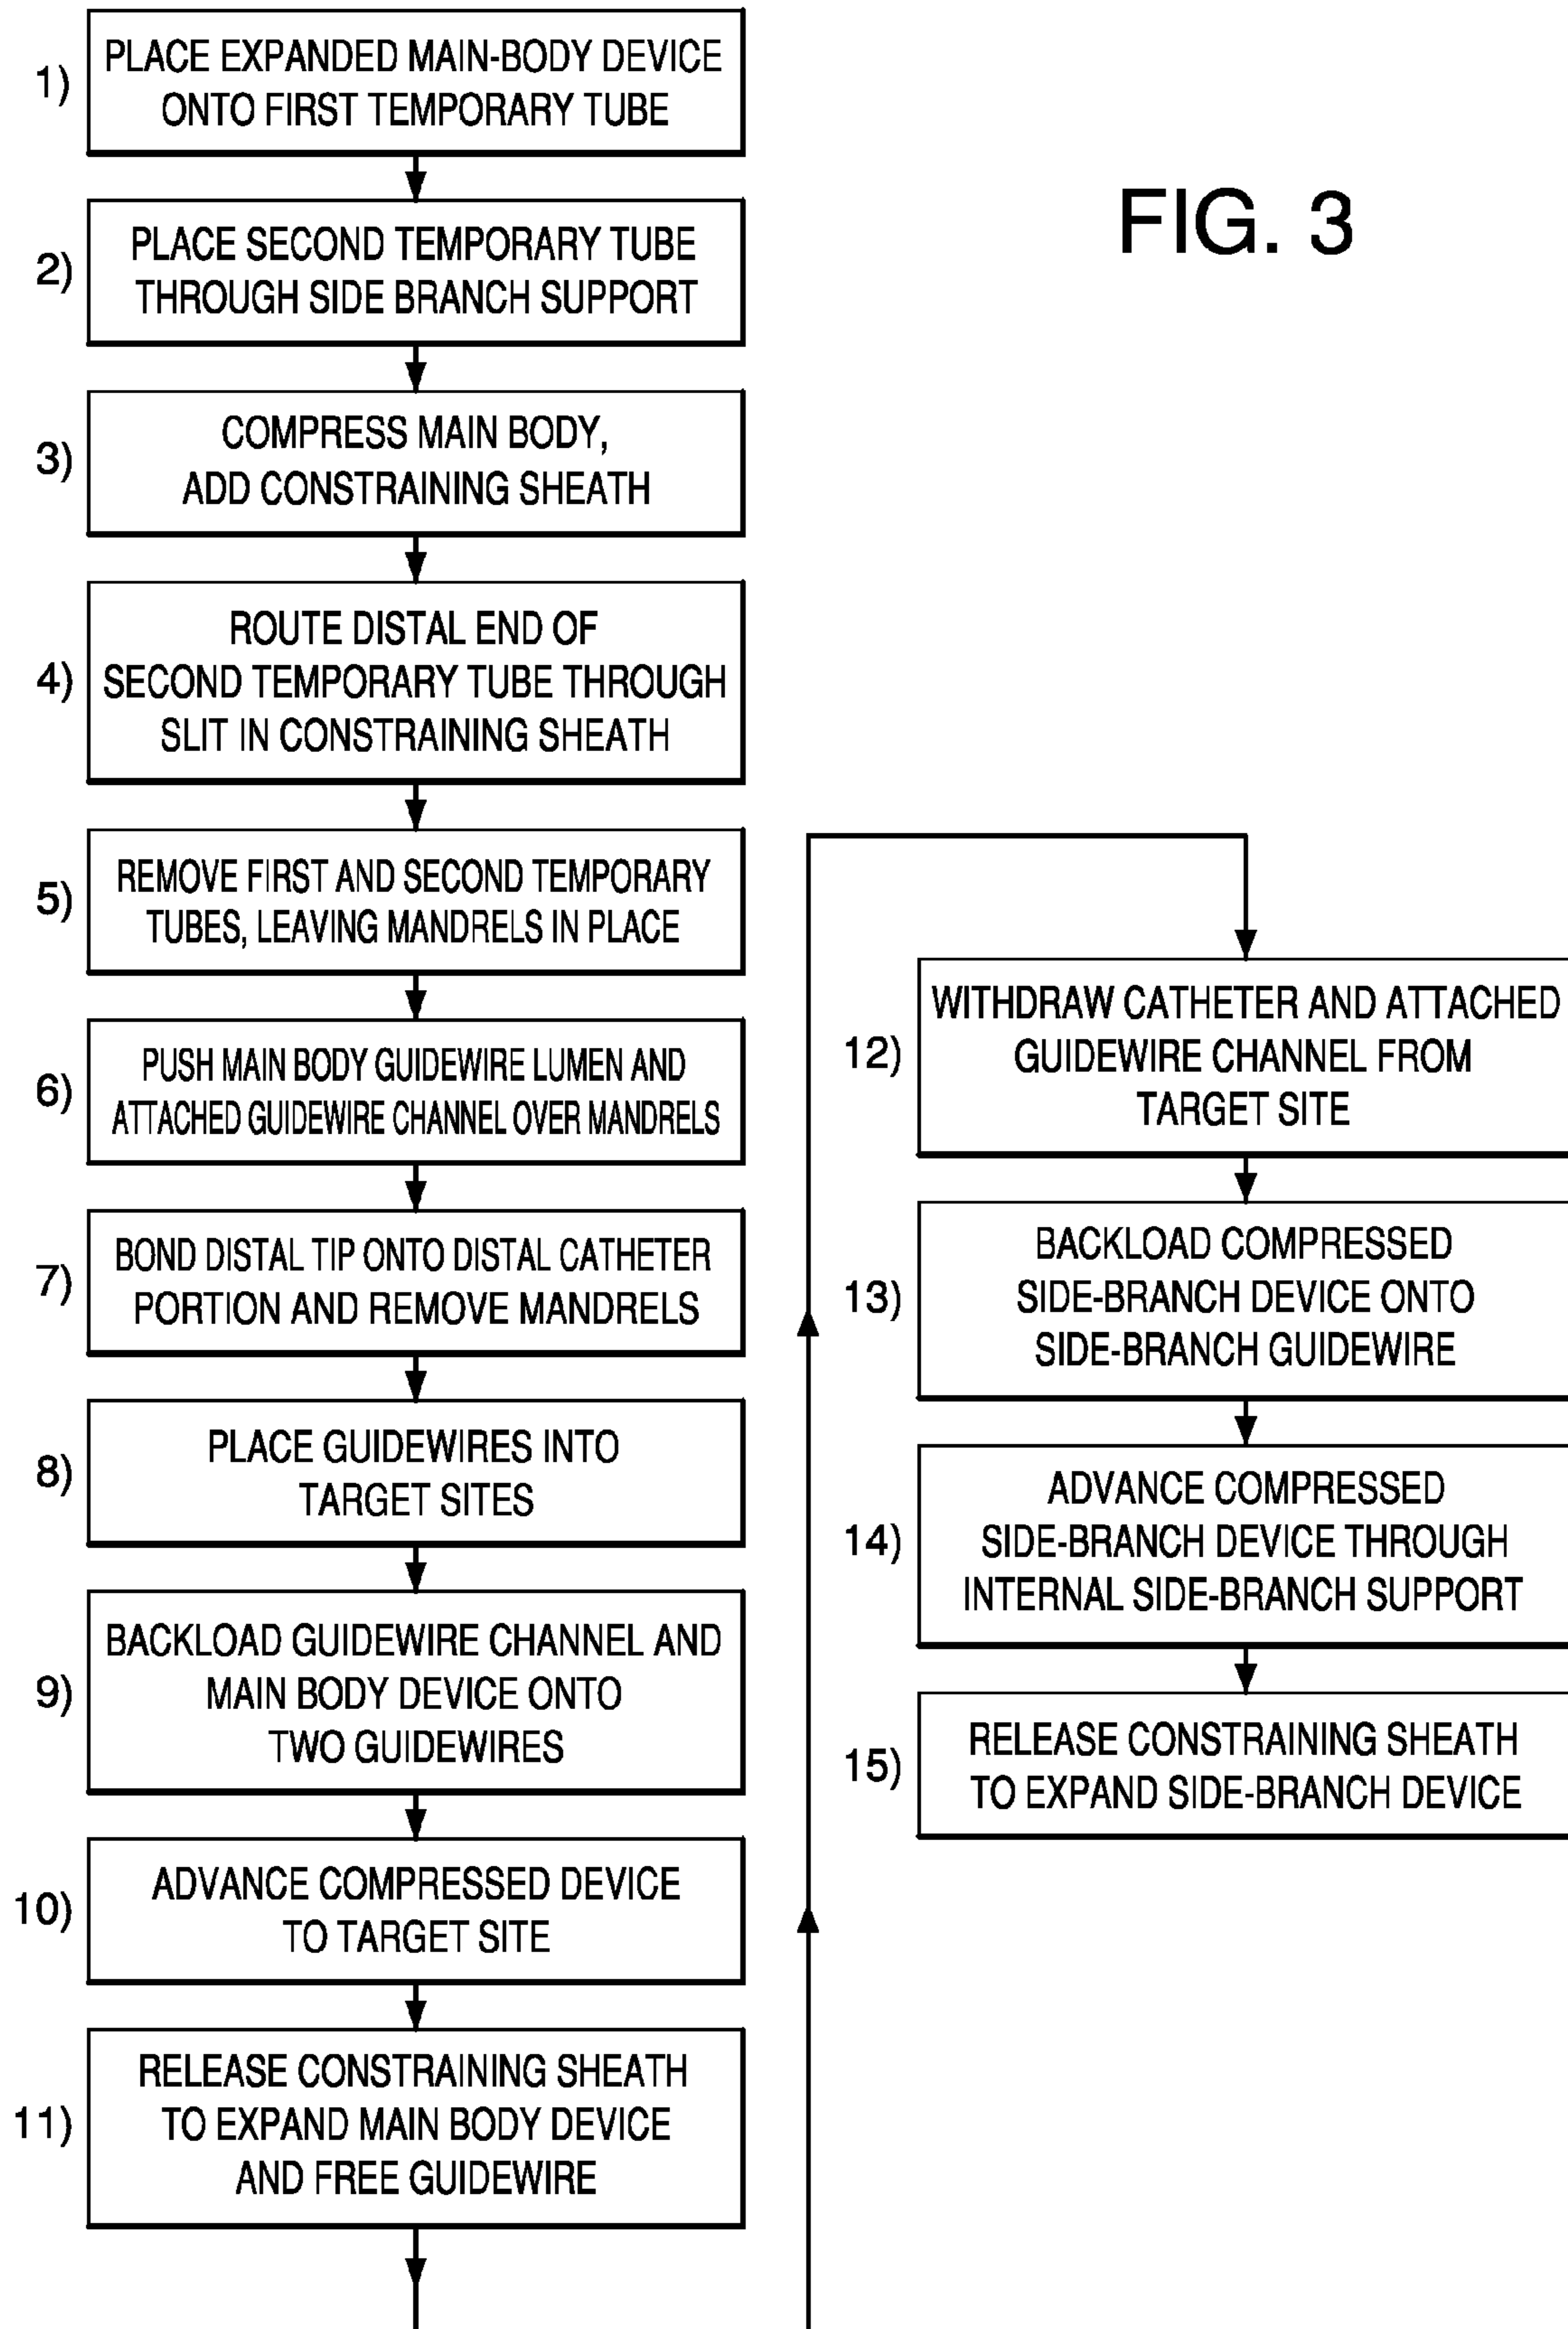 FIG. 3
1)
PLACE EXPANDED MAIN-BODY DEVICE
ONTO FIRST TEMPORARY TUBE
2)
PLACE SECOND TEMPORARY TUBE
THROUGH SIDE BRANCH SUPPORT
3)
COMPRESS MAIN BODY,
ADD CONSTRAINING SHEATH
4)
ROUTE DISTAL END OF
SECOND TEMPORARY TUBE THROUGH
SLIT IN CONSTRAINING SHEATH
5)
REMOVE FIRST AND SECOND TEMPORARY
TUBES, LEAVING MANDRELS IN PLACE
6)
PUSH MAIN BODY GUIDEWIRE LUMEN AND
ATTACHED GUIDEWIRE CHANNEL OVER MANDRELS
7)
BOND DISTAL TIP ONTO DISTAL CATHETER
PORTION AND REMOVE MANDRELS
8)
PLACE GUIDEWIRES INTO
TARGET SITES
9)
BACKLOAD GUIDEWIRE CHANNEL AND
MAIN BODY DEVICE ONTO
TWO GUIDEWIRES
10)
ADVANCE COMPRESSED DEVICE
TO TARGET SITE
11)
RELEASE CONSTRAINING SHEATH
TO EXPAND MAIN BODY DEVICE
AND FREE GUIDEWIRE
12)
WITHDRAW CATHETER AND ATTACHED
GUIDEWIRE CHANNEL FROM
TARGET SITE
13)
BACKLOAD COMPRESSED
SIDE-BRANCH DEVICE ONTO
SIDE-BRANCH GUIDEWIRE
14)
ADVANCE COMPRESSED
SIDE-BRANCH DEVICE THROUGH
INTERNAL SIDE-BRANCH SUPPORT
15)
RELEASE CONSTRAINING SHEATH
TO EXPAND SIDE-BRANCH DEVICE